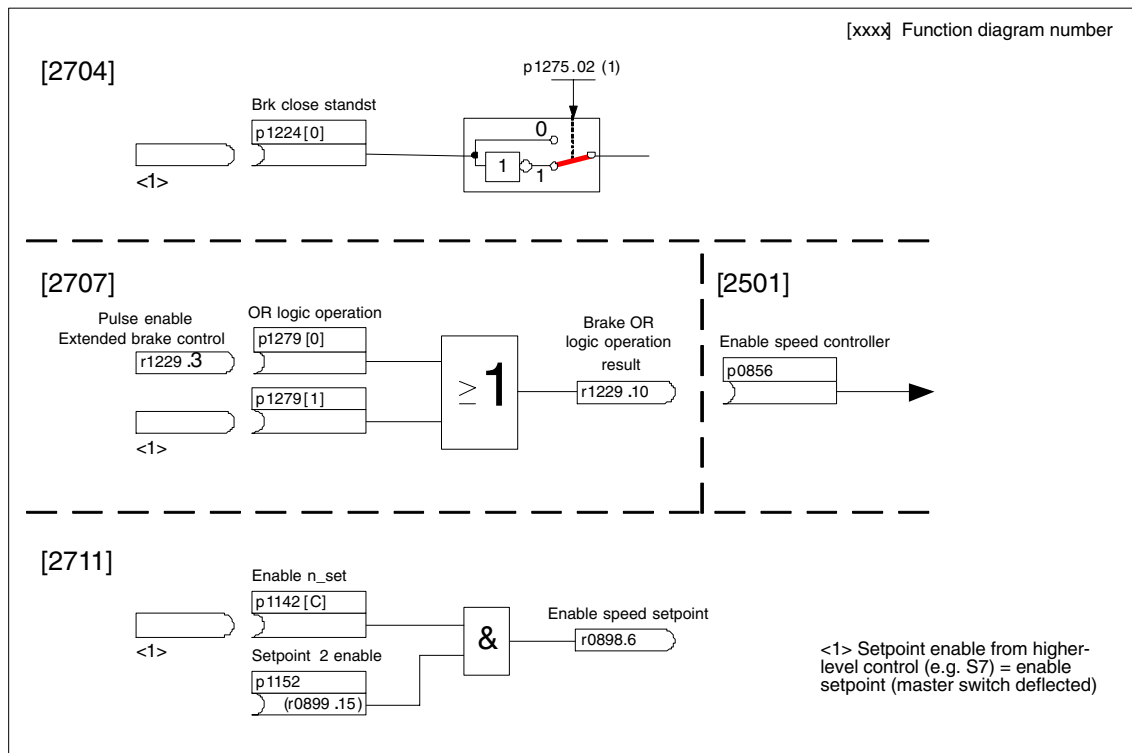 [xxxx] Function diagram number
[2704]
p1275.02 (1)
Brk close standst
p1224[0]
0
1
1
<1>
[2707]
[2501]
Pulse enable
Extended brake control
r1229 .3
OR logic operation
p1279 [0]
p1279[1]
<1>
≥1
Brake OR
logic operation
result
r1229 .10
Enable speed controller
p0856
[2711]
Enable n_set
p1142 [C]
<1>
Setpoint 2 enable
p1152
(r0899 .15)
&
Enable speed setpoint
r0898.6
<1> Setpoint enable from higher-
level control (e.g. S7) = enable
setpoint (master switch deflected)